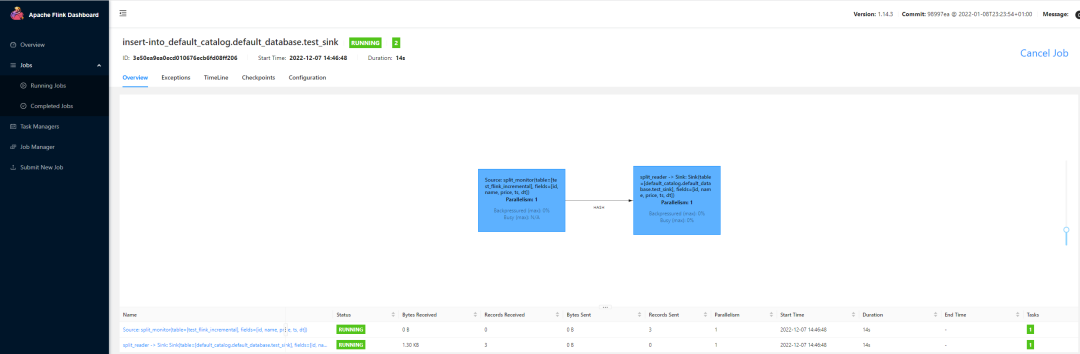 Apache Flink Dashboard
Version: 1.14.3 Commit: 98997ea @ 2022-01-08T23:23:54+01:00 Message:
Overview
Jobs
Running Jobs
Completed Jobs
Task Managers
Job Manager
Submit New Job
insert-into_default_catalog.default_database.test_sink RUNNING 2
ID: 3e50ea9ea0ecd010676ecb6fd08ff206 Start Time: 2022-12-07 14:46:48 Duration: 14s
Cancel Job
Overview Exceptions TimeLine Checkpoints Configuration
Source: split_monitor(table=[tes
t_flink_incremental], fields=[id,
name, price, ts, dt])
Parallelism: 1
Backpressured (max): 0%
Busy (max): N/A
HASH
split_reader -> Sink: Sink(table
=[default_catalog.default_data
base.test_sink], fields=[id, nam
e, price, ts, dt])
Parallelism: 1
Backpressured (max): 0%
Busy (max): 0%
Name Status Bytes Received Records Received Bytes Sent Records Sent Parallelism Start Time Duration End Time Tasks
Source: split_monitor(table=[test_flink_incremental], fields=[id, name, price, ts, dt]) RUNNING 0 B 0 0 B 3 1 2022-12-07 14:46:48 14s - 1
split_reader -> Sink: Sink(table=[default_catalog.default_database.test_sink], fields=[id, na... RUNNING 1.30 KB 3 0 B 0 1 2022-12-07 14:46:48 14s - 1